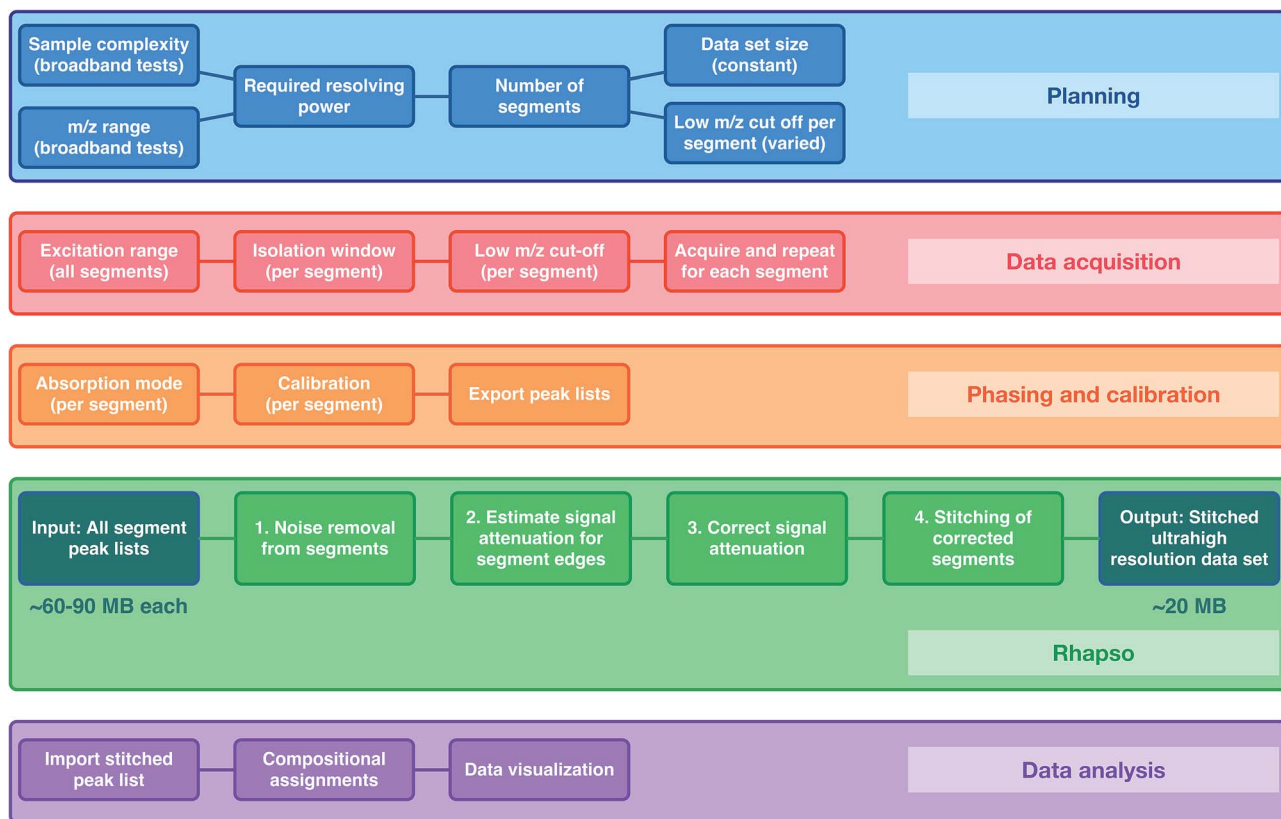 Sample complexity
(broadband tests)
m/z range
(broadband tests)
Required resolving
power
Number of
segments
Data set size
(constant)
Low m/z cut off per
segment (varied)
Planning
Excitation range
(all segments)
Isolation window
(per segment)
Low m/z cut-off
(per segment)
Acquire and repeat
for each segment
Data acquisition
Absorption mode
(per segment)
Calibration
(per segment)
Export peak lists
Phasing and calibration
Input: All segment
peak lists
~60-90 MB each
1. Noise removal
from segments
2. Estimate signal
attenuation for
segment edges
3. Correct signal
attenuation
4. Stitching of
corrected
segments
Output: Stitched
ultrahigh
resolution data set
~20 MB
Rhapso
Import stitched
peak list
Compositional
assignments
Data visualization
Data analysis